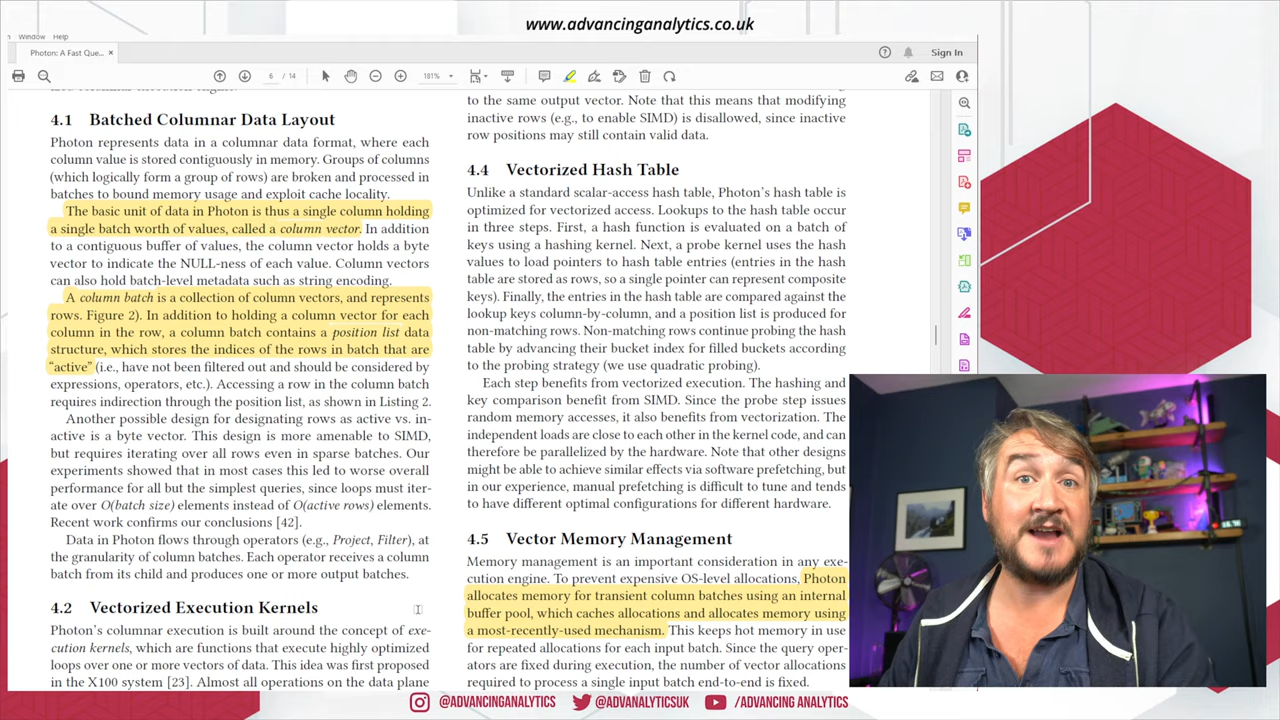 www.advancinganalytics.co.uk
Window Help
Photon: A Fast Que... ×
Sign In
6 / 14
181%
4.1 Batched Columnar Data Layout
Photon represents data in a columnar data format, where each
column value is stored contiguously in memory. Groups of columns
(which logically form a group of rows) are broken and processed in
batches to bound memory usage and exploit cache locality.
The basic unit of data in Photon is thus a single column holding
a single batch worth of values, called a column vector. In addition
to a contiguous buffer of values, the column vector holds a byte
vector to indicate the NULL-ness of each value. Column vectors
can also hold batch-level metadata such as string encoding.
A column batch is a collection of column vectors, and represents
rows. Figure 2). In addition to holding a column vector for each
column in the row, a column batch contains a position list data
structure, which stores the indices of the rows in batch that are
“active” (i.e., have not been filtered out and should be considered by
expressions, operators, etc.). Accessing a row in the column batch
requires indirection through the position list, as shown in Listing 2.
Another possible design for designating rows as active vs. in-
active is a byte vector. This design is more amenable to SIMD,
but requires iterating over all rows even in sparse batches. Our
experiments showed that in most cases this led to worse overall
performance for all but the simplest queries, since loops must iter-
ate over O(batch size) elements instead of O(active rows) elements.
Recent work confirms our conclusions [42].
Data in Photon flows through operators (e.g., Project, Filter), at
the granularity of column batches. Each operator receives a column
batch from its child and produces one or more output batches.
4.2 Vectorized Execution Kernels
Photon’s columnar execution is built around the concept of exe-
cution kernels, which are functions that execute highly optimized
loops over one or more vectors of data. This idea was first proposed
in the X100 system [23]. Almost all operations on the data plane
to the same output vector. Note that this means that modifying
inactive rows (e.g., to enable SIMD) is disallowed, since inactive
row positions may still contain valid data.
4.4 Vectorized Hash Table
Unlike a standard scalar-access hash table, Photon’s hash table is
optimized for vectorized access. Lookups to the hash table occur
in three steps. First, a hash function is evaluated on a batch of
keys using a hashing kernel. Next, a probe kernel uses the hash
values to load pointers to hash table entries (entries in the hash
table are stored as rows, so a single pointer can represent composite
keys). Finally, the entries in the hash table are compared against the
lookup keys column-by-column, and a position list is produced for
non-matching rows. Non-matching rows continue probing the hash
table by advancing their bucket index for filled buckets according
to the probing strategy (we use quadratic probing).
Each step benefits from vectorized execution. The hashing and
key comparison benefit from SIMD. Since the probe step issues
random memory accesses, it also benefits from vectorization. The
independent loads are close to each other in the kernel code, and can
therefore be parallelized by the hardware. Note that other designs
might be able to achieve similar effects via software prefetching, but
in our experience, manual prefetching is difficult to tune and tends
to have different optimal configurations for different hardware.
4.5 Vector Memory Management
Memory management is an important consideration in any exe-
cution engine. To prevent expensive OS-level allocations, Photon
allocates memory for transient column batches using an internal
buffer pool, which caches allocations and allocates memory using
a most-recently-used mechanism. This keeps hot memory in use
for repeated allocations for each input batch. Since the query oper-
ators are fixed during execution, the number of vector allocations
required to process a single input batch end-to-end is fixed.
@ADVANCINGANALYTICS
@ADVANALYTICSUK
/ADVANCING ANALYTICS